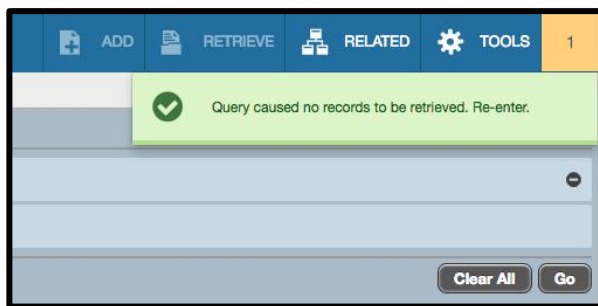 ADD RETRIEVE RELATED TOOLS 1
Query caused no records to be retrieved. Re-enter.
Clear All Go